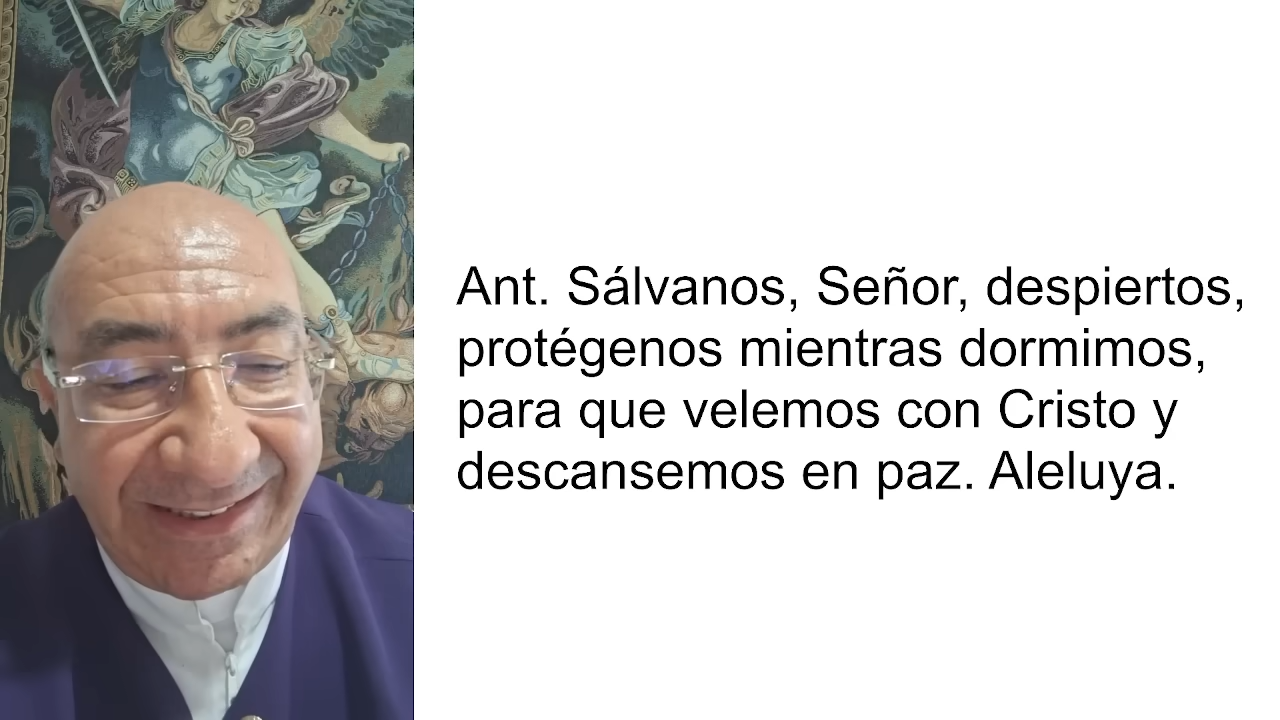 Ant. Sálvanos, Señor, despiertos,
protégenos mientras dormimos,
para que velemos con Cristo y
descansemos en paz. Aleluya.